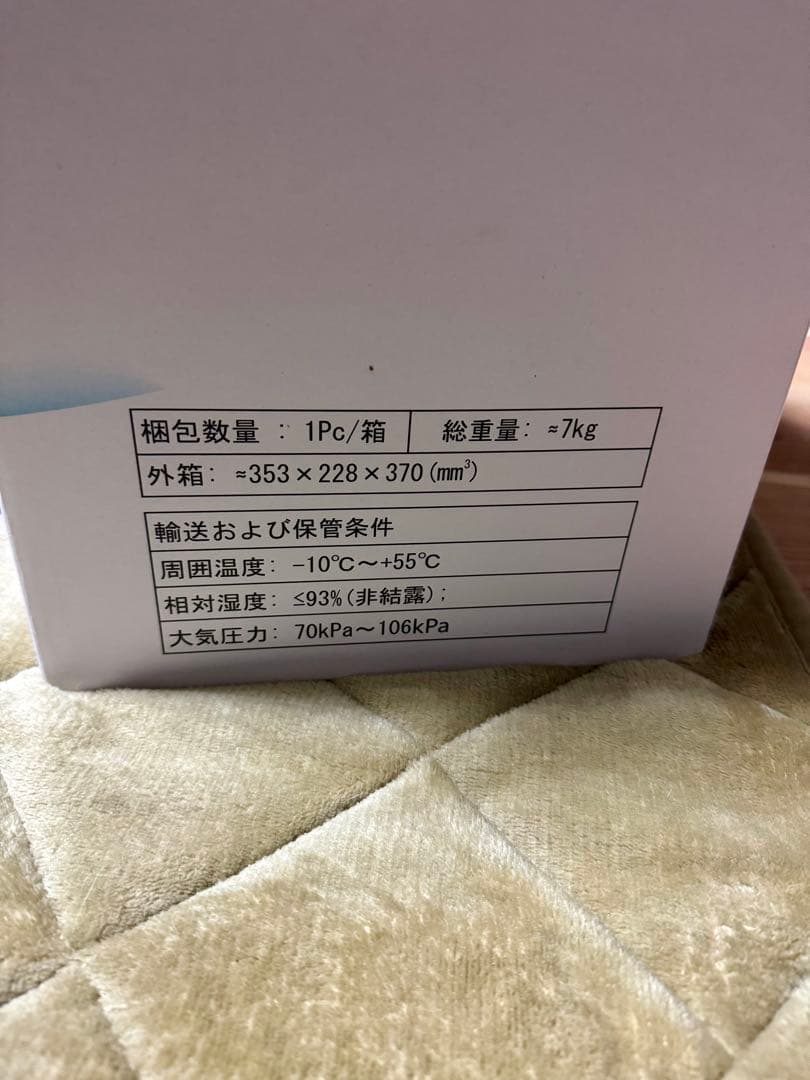 梱包数量 : 1Pc/箱 総重量: ≈7kg
外箱: ≈353×228×370(mm³)
輸送および保管条件
周囲温度: -10℃～+55℃
相対湿度: ≤93%(非結露);
大気圧力: 70kPa～106kPa